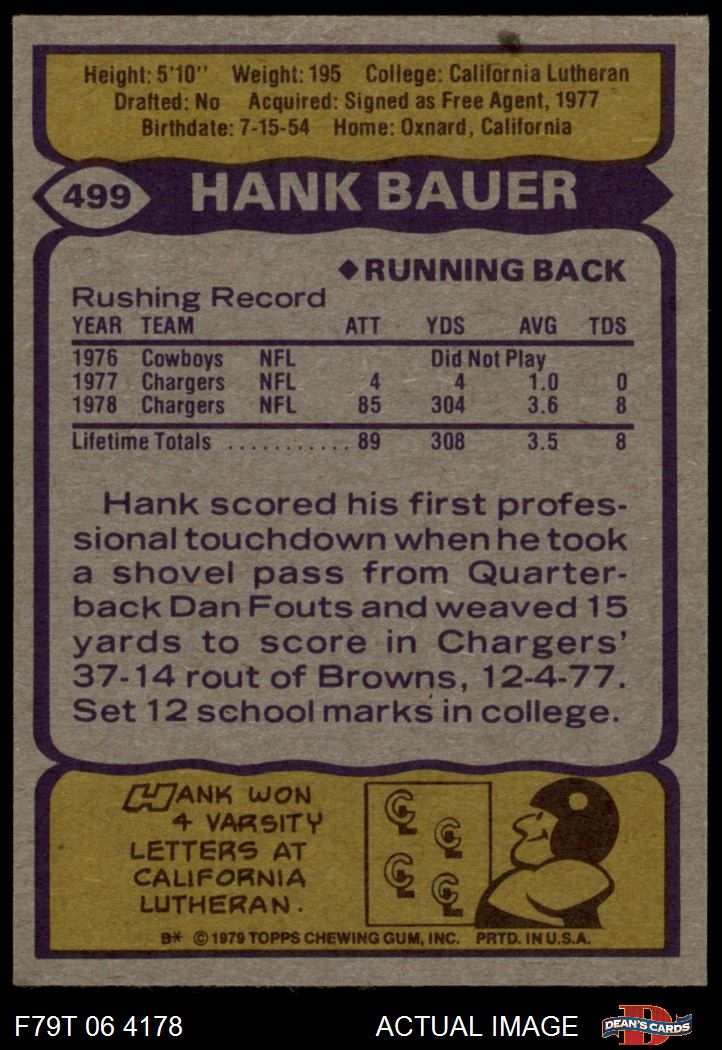 Height: 5'10" Weight: 195 College: California Lutheran
Drafted: No Acquired: Signed as Free Agent, 1977
Birthdate: 7-15-54 Home: Oxnard, California
499 HANK BAUER
◆RUNNING BACK
Rushing Record
YEAR TEAM ATT YDS AVG TDS
1976 Cowboys NFL Did Not Play
1977 Chargers NFL 4 4 1.0 0
1978 Chargers NFL 85 304 3.6 8
Lifetime Totals ........... 89 308 3.5 8
Hank scored his first profes-
sional touchdown when he took
a shovel pass from Quarter-
back Dan Fouts and weaved 15
yards to score in Chargers'
37-14 rout of Browns, 12-4-77.
Set 12 school marks in college.
HANK WON
4 VARSITY
LETTERS AT
CALIFORNIA
LUTHERAN.
CL
CL
CL
CL
B* © 1979 TOPPS CHEWING GUM, INC. PRTD. IN U.S.A.
F79T 06 4178 ACTUAL IMAGE D DEAN'S CARDS